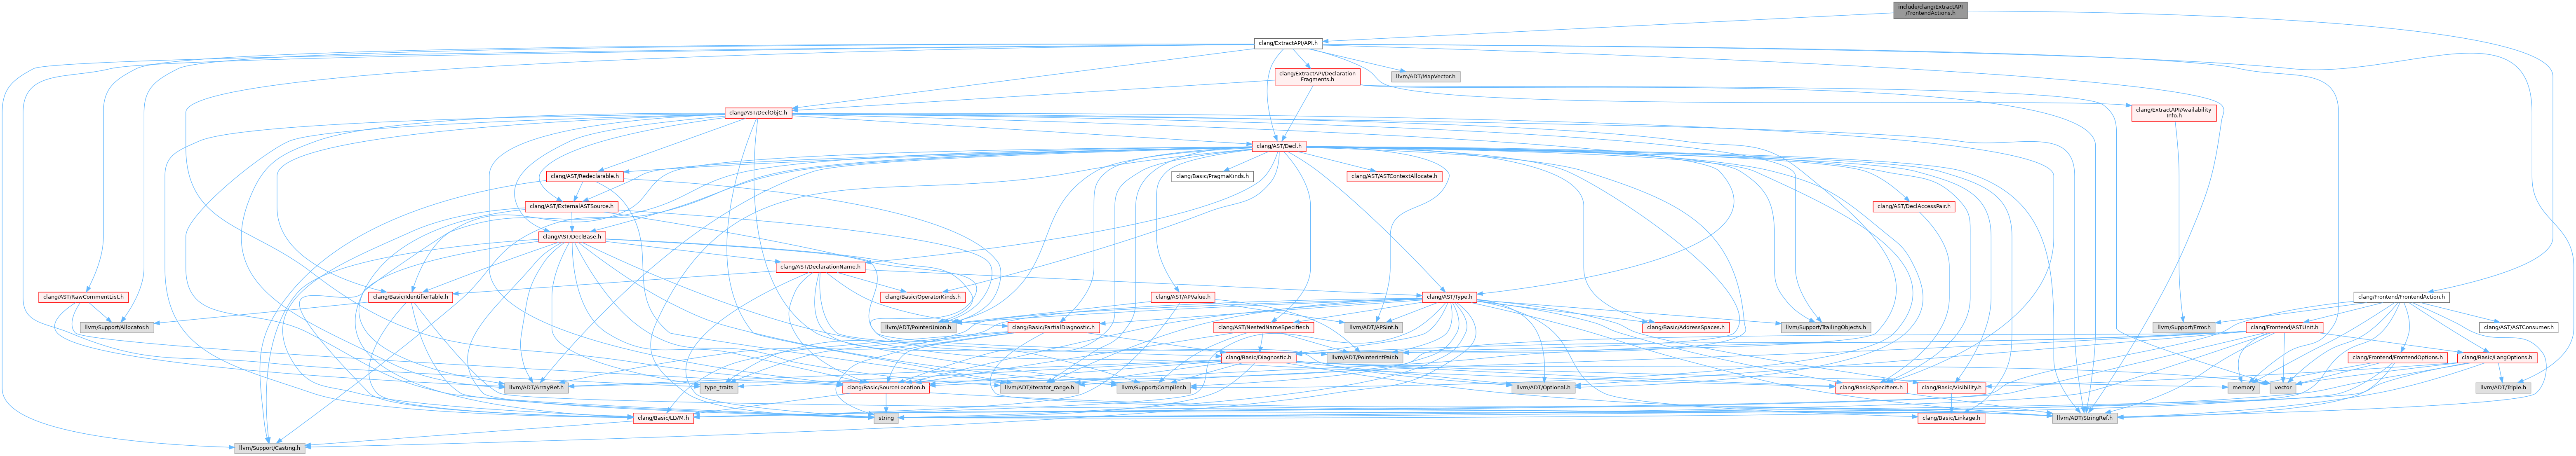 include/clang/ExtractAPI
/FrontendActions.h
clang/ExtractAPI/API.h
clang/ExtractAPI/Declaration
Fragments.h
llvm/ADT/MapVector.h
clang/AST/DeclObjC.h
clang/ExtractAPI/Availability
Info.h
clang/AST/Decl.h
clang/AST/Redeclarable.h
clang/Basic/PragmaKinds.h
clang/AST/ASTContextAllocate.h
clang/AST/ExternalASTSource.h
clang/AST/DeclAccessPair.h
clang/AST/DeclBase.h
clang/AST/DeclarationName.h
clang/AST/RawCommentList.h
clang/Basic/IdentifierTable.h
clang/Basic/OperatorKinds.h
clang/AST/APValue.h
clang/AST/Type.h
clang/Frontend/FrontendAction.h
llvm/Support/Allocator.h
llvm/ADT/PointerUnion.h
clang/Basic/PartialDiagnostic.h
clang/AST/NestedNameSpecifier.h
llvm/ADT/APSInt.h
clang/Basic/AddressSpaces.h
llvm/Support/TrailingObjects.h
llvm/Support/Error.h
clang/Frontend/ASTUnit.h
clang/AST/ASTConsumer.h
clang/Basic/Diagnostic.h
llvm/ADT/PointerIntPair.h
clang/Frontend/FrontendOptions.h
clang/Basic/LangOptions.h
llvm/ADT/ArrayRef.h
type_traits
clang/Basic/SourceLocation.h
llvm/ADT/iterator_range.h
llvm/Support/Compiler.h
llvm/ADT/Optional.h
clang/Basic/Specifiers.h
clang/Basic/Visibility.h
memory
vector
llvm/ADT/Triple.h
clang/Basic/LLVM.h
string
clang/Basic/Linkage.h
llvm/ADT/StringRef.h
llvm/Support/Casting.h